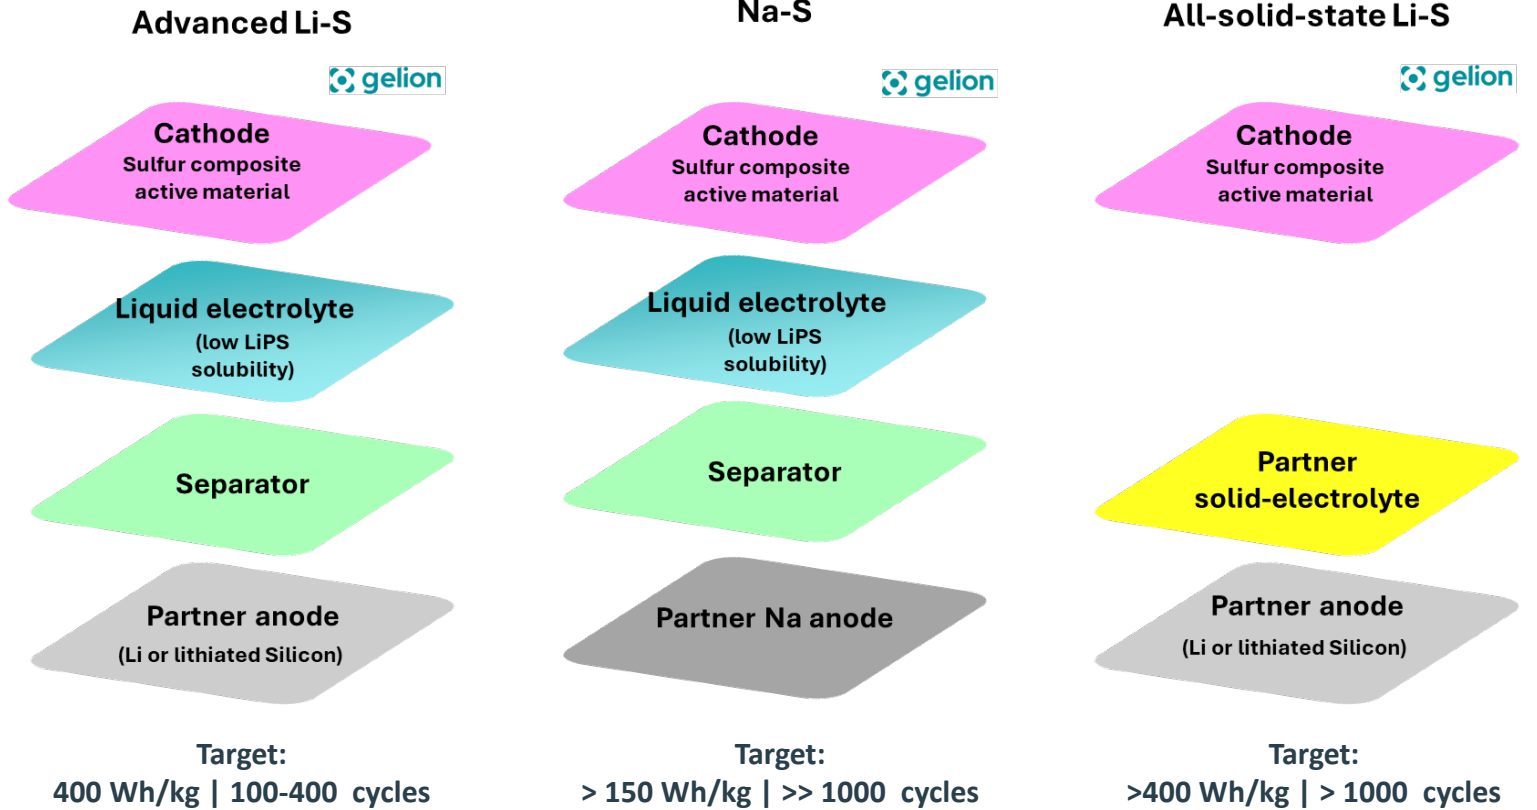 Advanced Li-S
gelion
Cathode
Sulfur composite
active material
Liquid electrolyte
(low LiPS
solubility)
Separator
Partner anode
(Li or lithiated Silicon)
Target:
400 Wh/kg | 100-400 cycles
Na-S
gelion
Cathode
Sulfur composite
active material
Liquid electrolyte
(low LiPS
solubility)
Separator
Partner Na anode
Target:
> 150 Wh/kg | >> 1000 cycles
All-solid-state Li-S
gelion
Cathode
Sulfur composite
active material
Partner
solid-electrolyte
Partner anode
(Li or lithiated Silicon)
Target:
>400 Wh/kg | > 1000 cycles